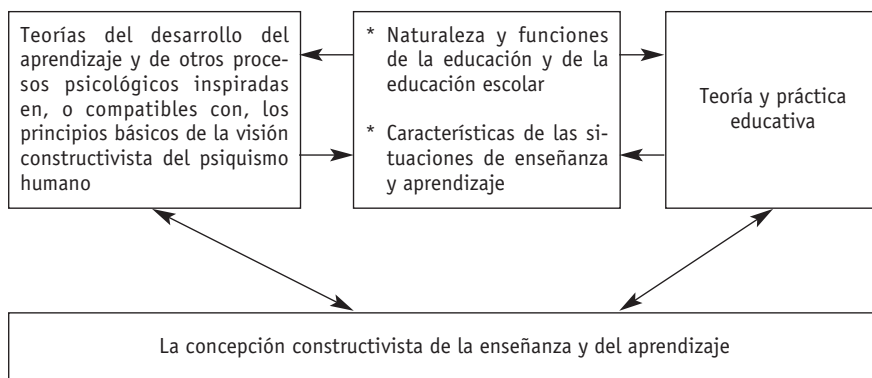 Teorías del desarrollo del
aprendizaje y de otros proce-
sos psicológicos inspiradas
en, o compatibles con, los
principios básicos de la visión
constructivista del psiquismo
humano
* Naturaleza y funciones
de la educación y de la
educación escolar
* Características de las si-
tuaciones de enseñanza
y aprendizaje
Teoría y práctica
educativa
La concepción constructivista de la enseñanza y del aprendizaje